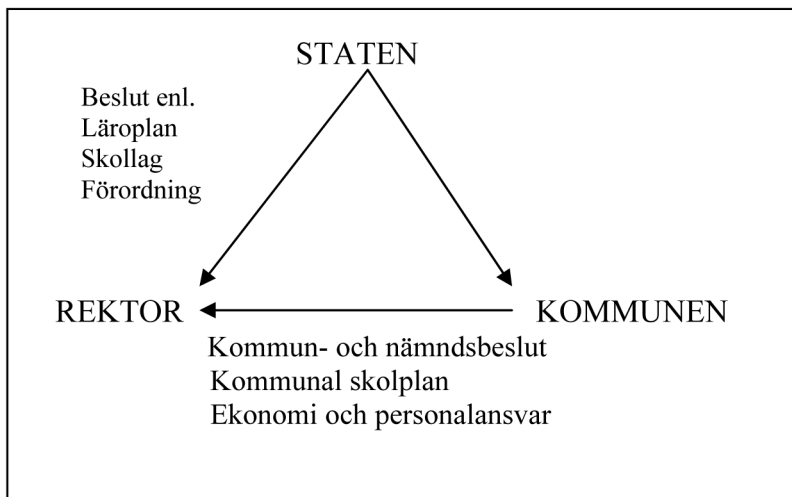 STATEN
Beslut enl.
Läroplan
Skollag
Förordning
REKTOR
KOMMUNEN
Kommun- och nämndsbeslut
Kommunal skolplan
Ekonomi och personalansvar